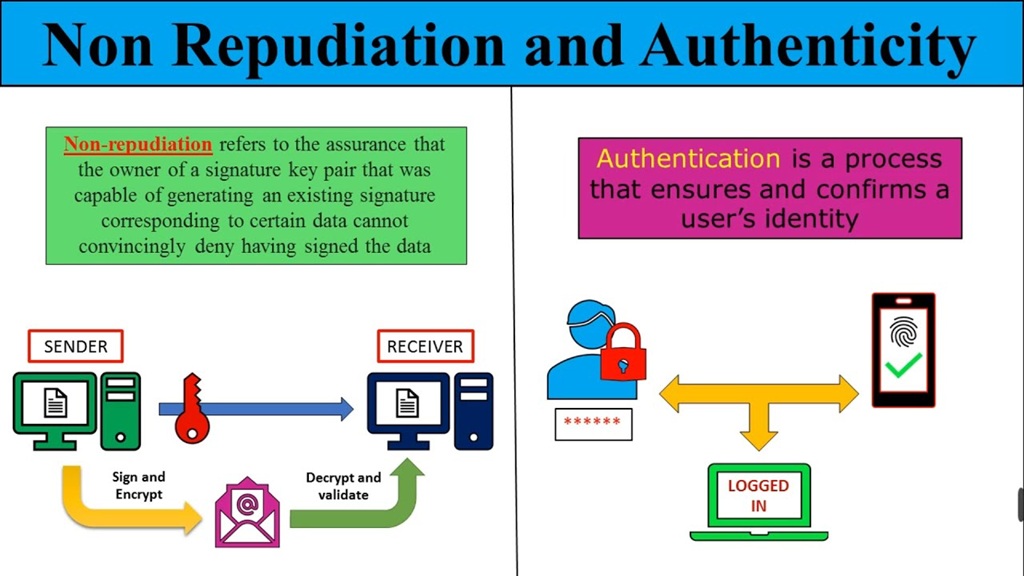 Non Repudiation and Authenticity
Non-repudiation refers to the assurance that
the owner of a signature key pair that was
capable of generating an existing signature
corresponding to certain data cannot
convincingly deny having signed the data
SENDER
RECEIVER
Sign and
Encrypt
@
Decrypt and
validate
Authentication is a process
that ensures and confirms a
user's identity
******
LOGGED
IN